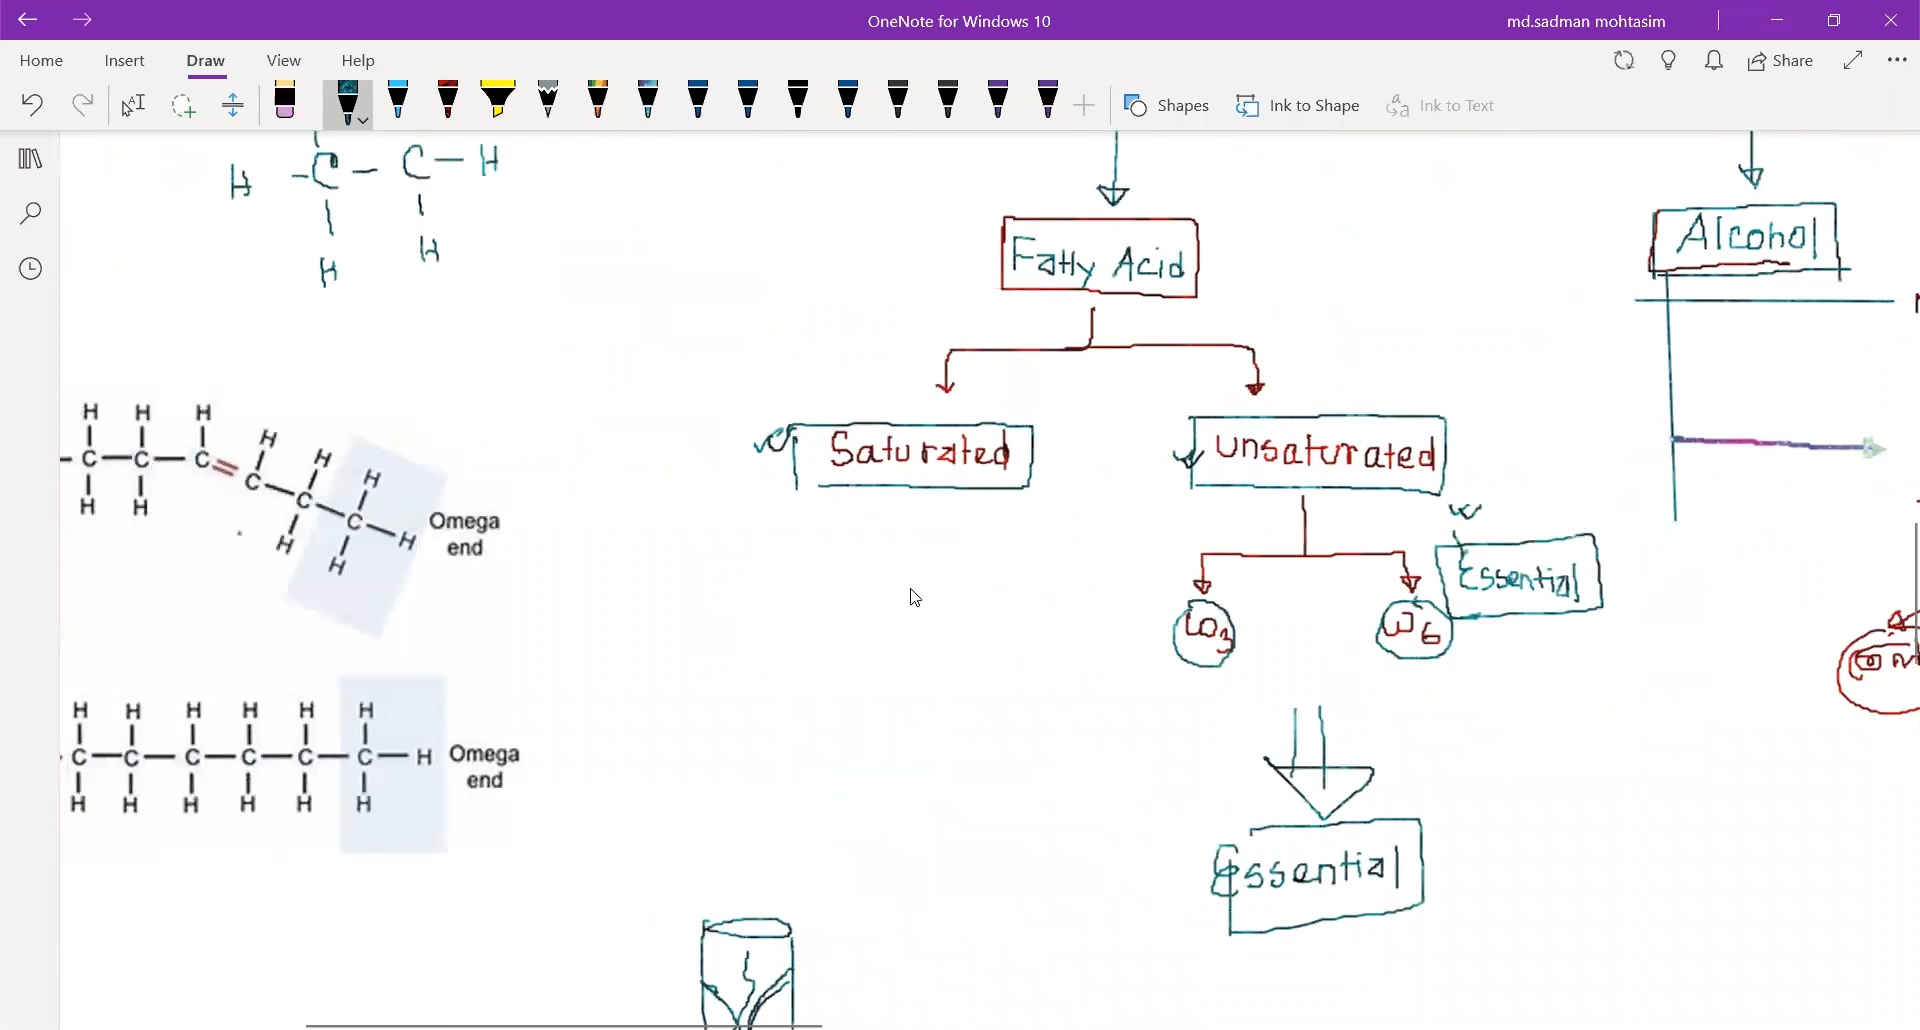 OneNote for Windows 10
md.sadman mohtasim
Home Insert Draw View Help
Share
Shapes Ink to Shape Ink to Text
H - C - C - H
H H
Fatty Acid
Alcohol
Saturated
Unsaturated
Essential
ω3
ω6
Essential
H H H
H H H
C C C C C C H
H H H H
Omega
end
H H H H H H
C C C C C C H
H H H H H H
Omega
end